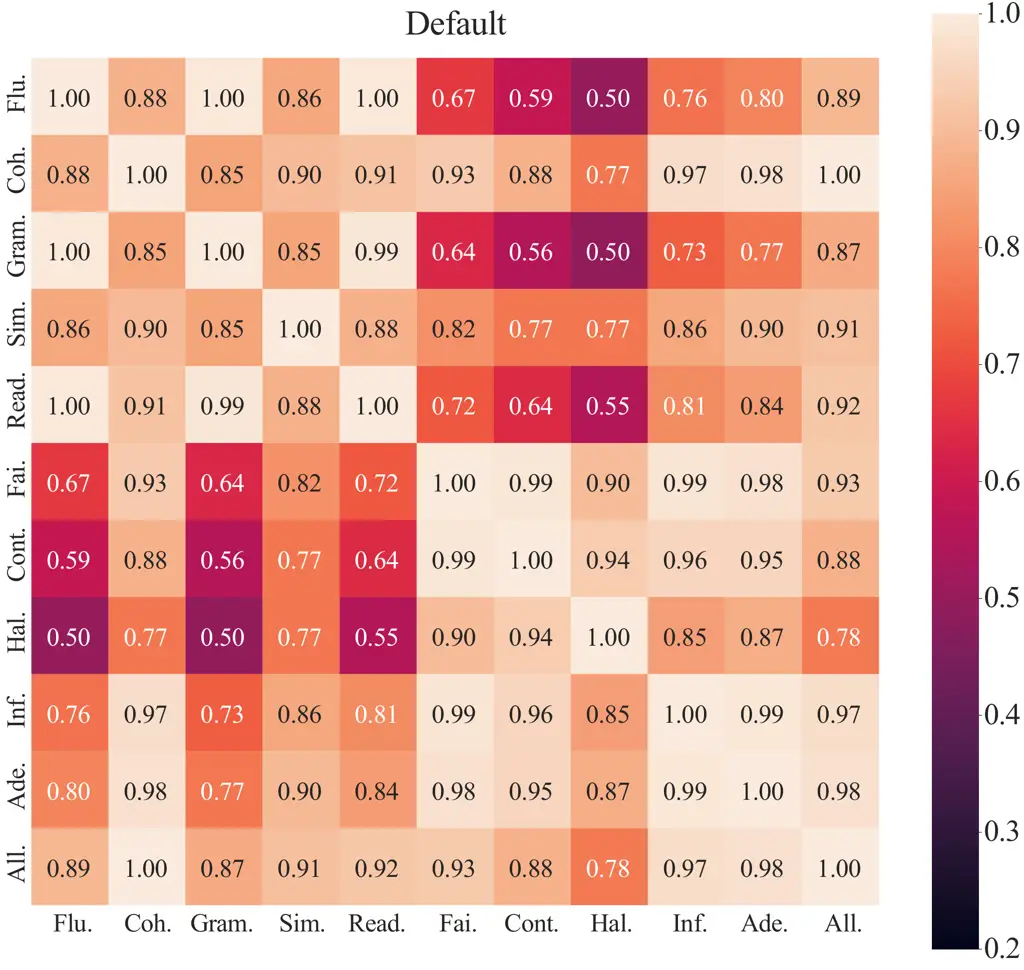 Default
Flu. 1.00 0.88 1.00 0.86 1.00 0.67 0.59 0.50 0.76 0.80 0.89
Coh. 0.88 1.00 0.85 0.90 0.91 0.93 0.88 0.77 0.97 0.98 1.00
Gram. 1.00 0.85 1.00 0.85 0.99 0.64 0.56 0.50 0.73 0.77 0.87
Sim. 0.86 0.90 0.85 1.00 0.88 0.82 0.77 0.77 0.86 0.90 0.91
Read. 1.00 0.91 0.99 0.88 1.00 0.72 0.64 0.55 0.81 0.84 0.92
Fai. 0.67 0.93 0.64 0.82 0.72 1.00 0.99 0.90 0.99 0.98 0.93
Cont. 0.59 0.88 0.56 0.77 0.64 0.99 1.00 0.94 0.96 0.95 0.88
Hal. 0.50 0.77 0.50 0.77 0.55 0.90 0.94 1.00 0.85 0.87 0.78
Inf. 0.76 0.97 0.73 0.86 0.81 0.99 0.96 0.85 1.00 0.99 0.97
Ade. 0.80 0.98 0.77 0.90 0.84 0.98 0.95 0.87 0.99 1.00 0.98
All. 0.89 1.00 0.87 0.91 0.92 0.93 0.88 0.78 0.97 0.98 1.00
Flu. Coh. Gram. Sim. Read. Fai. Cont. Hal. Inf. Ade. All.
1.0
0.9
0.8
0.7
0.6
0.5
0.4
0.3
0.2